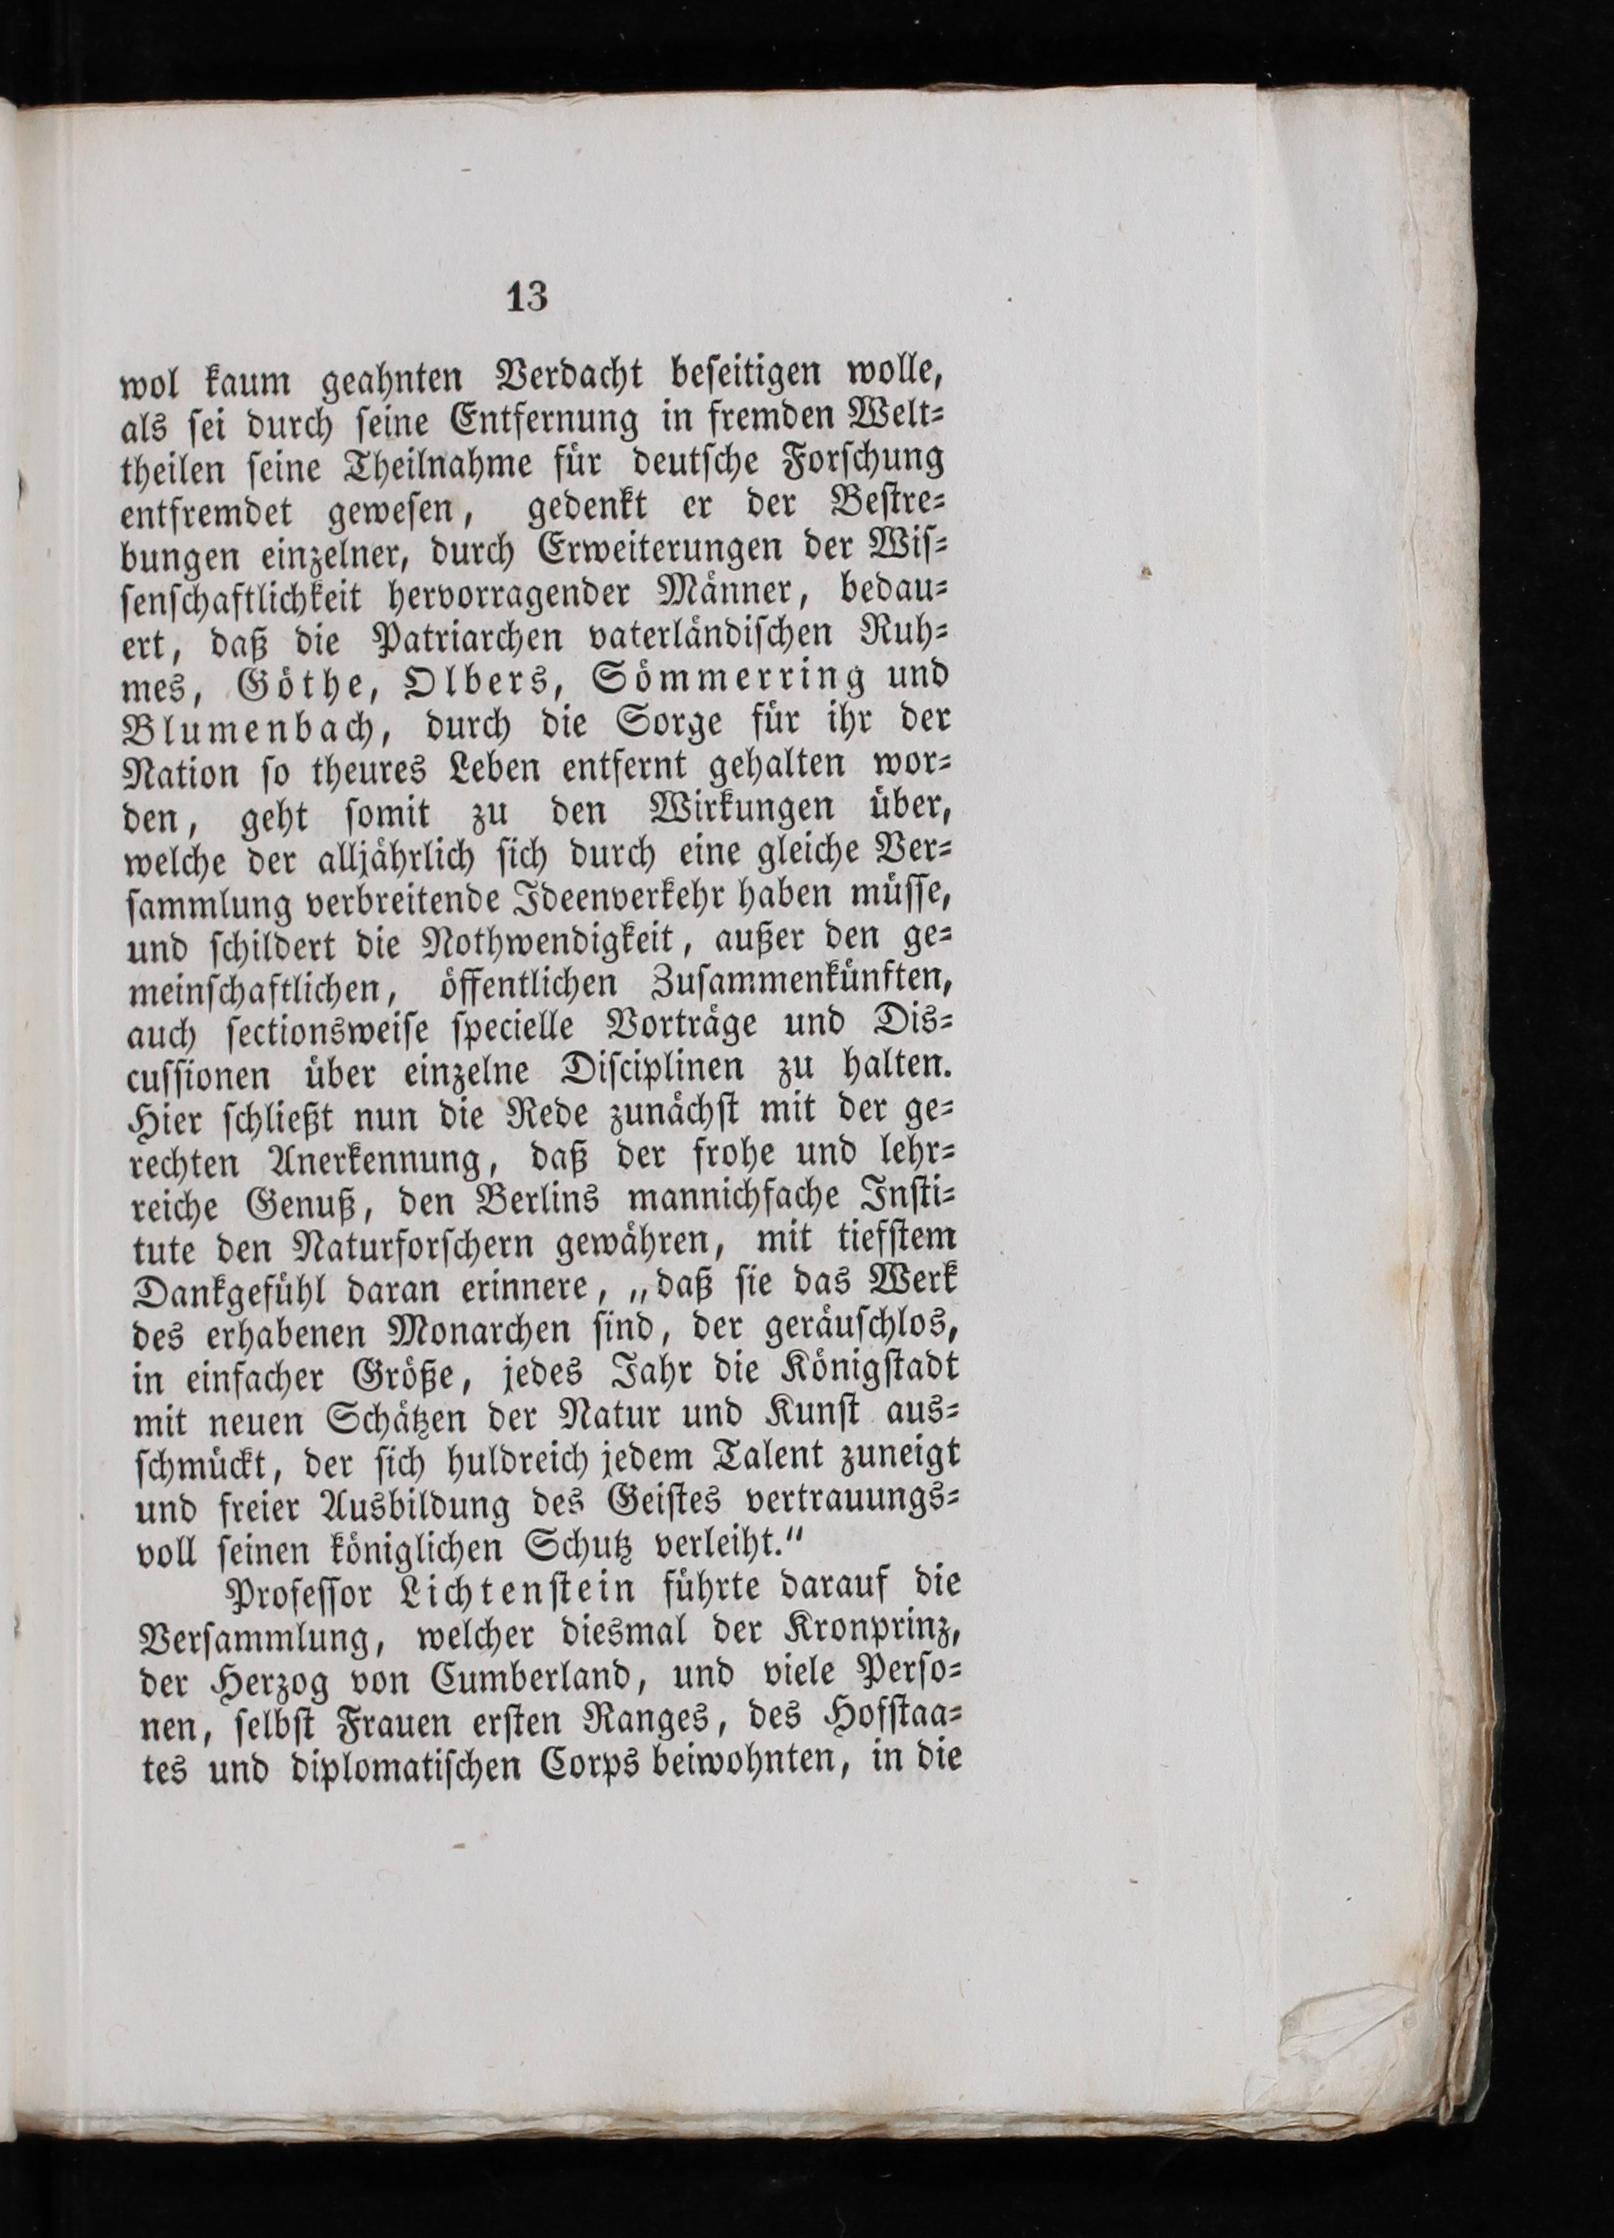 13
wol kaum geahnten Verdacht beſeitigen wolle,
als ſei durch ſeine Entfernung in fremden Welt⸗
theilen ſeine Theilnahme für deutſche Forſchung
entfremdet geweſen, gedenkt er der Beſtre⸗
bungen einzelner, durch Erweiterungen der Wiſ⸗
ſenſchaftlichkeit hervorragender Männer, bedau⸗
ert, daß die Patriarchen vaterländiſchen Ruh⸗
mes, Göthe, Olbers, Sömmerring und
Blumenbach, durch die Sorge für ihr der
Nation ſo theures Leben entfernt gehalten wor⸗
den, geht ſomit zu den Wirkungen über,
welche der alljährlich ſich durch eine gleiche Ver⸗
ſammlung verbreitende Ideenverkehr haben müſſe,
und ſchildert die Nothwendigkeit, außer den ge⸗
meinſchaftlichen, öffentlichen Zuſammenkünften,
auch ſectionsweiſe ſpecielle Vorträge und Dis⸗
cuſſionen über einzelne Diſciplinen zu halten.
Hier ſchließt nun die Rede zunächſt mit der ge⸗
rechten Anerkennung, daß der frohe und lehr⸗
reiche Genuß, den Berlins mannichfache Inſti⸗
tute den Naturforſchern gewähren, mit tiefſtem
Dankgefühl daran erinnere, „daß ſie das Werk
des erhabenen Monarchen ſind, der geräuſchlos,
in einfacher Größe, jedes Jahr die Königſtadt
mit neuen Schätzen der Natur und Kunſt aus⸗
ſchmückt, der ſich huldreich jedem Talent zuneigt
und freier Ausbildung des Geiſtes vertrauungs⸗
voll ſeinen königlichen Schutz verleiht.“
Profeſſor Lichtenſtein führte darauf die
Verſammlung, welcher diesmal der Kronprinz,
der Herzog von Cumberland, und viele Perſo⸗
nen, ſelbſt Frauen erſten Ranges, des Hofſtaa⸗
tes und diplomatiſchen Corps beiwohnten, in die